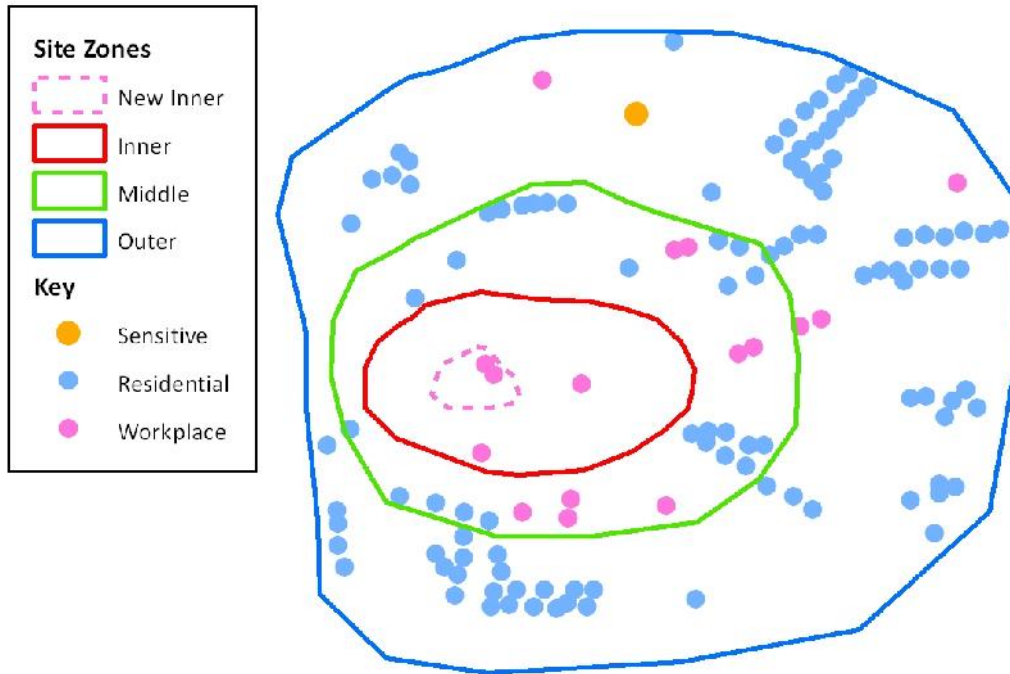 Site Zones
New Inner
Inner
Middle
Outer
Key
Sensitive
Residential
Workplace